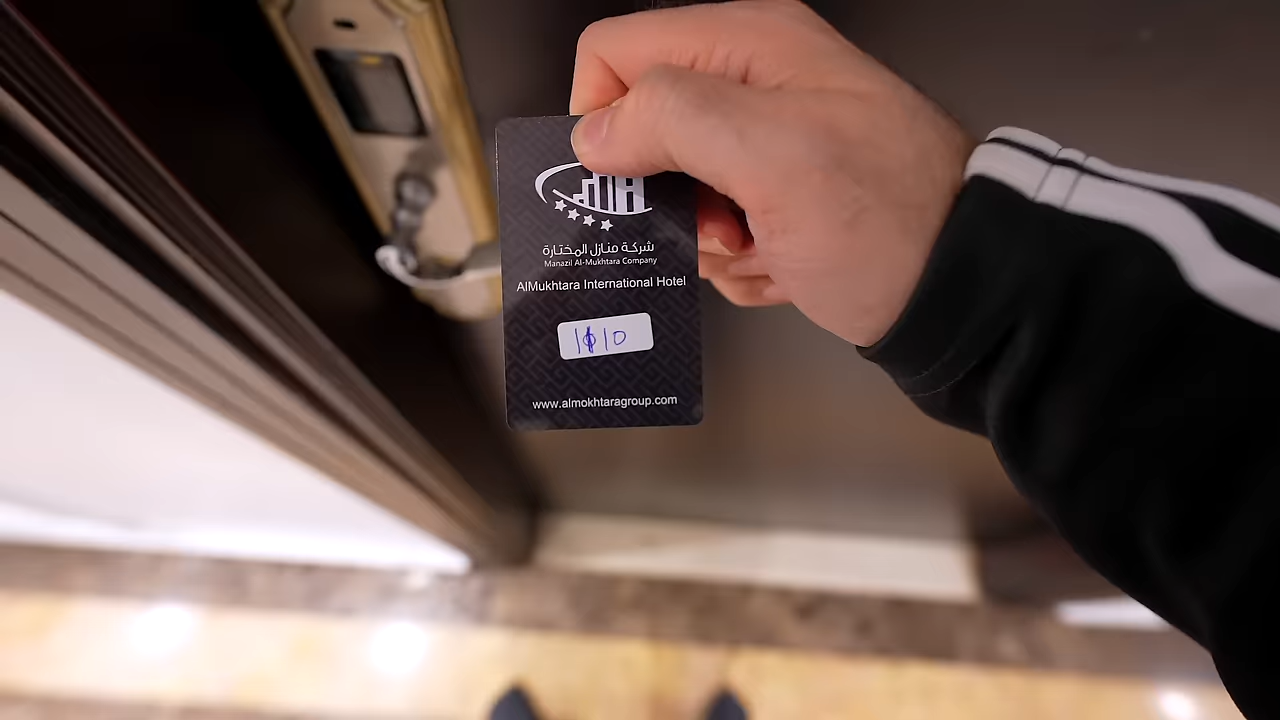 شركة منازل المختارة
Manazil Al-Mukhtara Company
AlMukhtara International Hotel
1010
www.almokhtaragroup.com